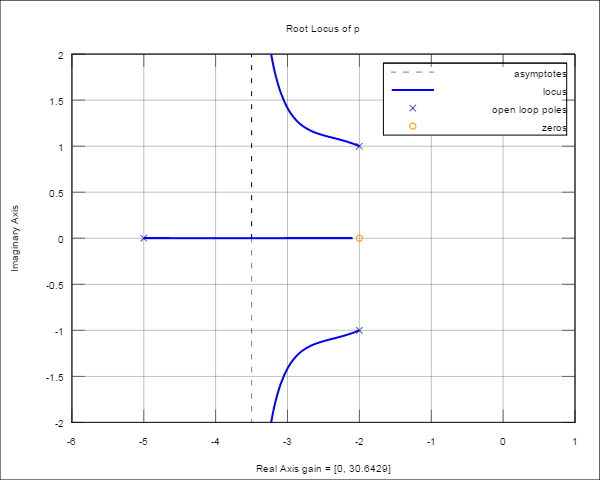 Root Locus of p
asymptotes
locus
open loop poles
zeros
Imaginary Axis
2
1.5
1
0.5
0
-0.5
-1
-1.5
-2
-6 -5 -4 -3 -2 -1 0 1
Real Axis gain = [0, 30.6429]